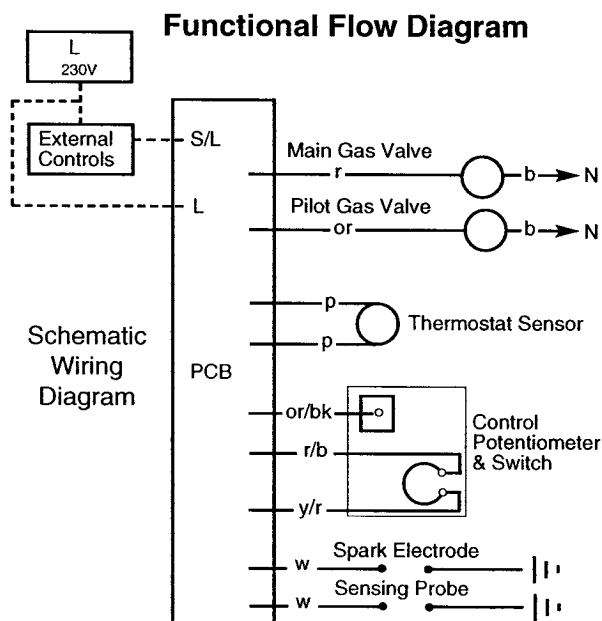 Functional Flow Diagram
L
230V
External
Controls
S/L
L
Main Gas Valve
r
b
N
Pilot Gas Valve
or
b
N
p
Thermostat Sensor
p
Schematic
Wiring
Diagram
PCB
or/bk
Control
Potentiometer
& Switch
r/b
y/r
Spark Electrode
w
Sensing Probe
w